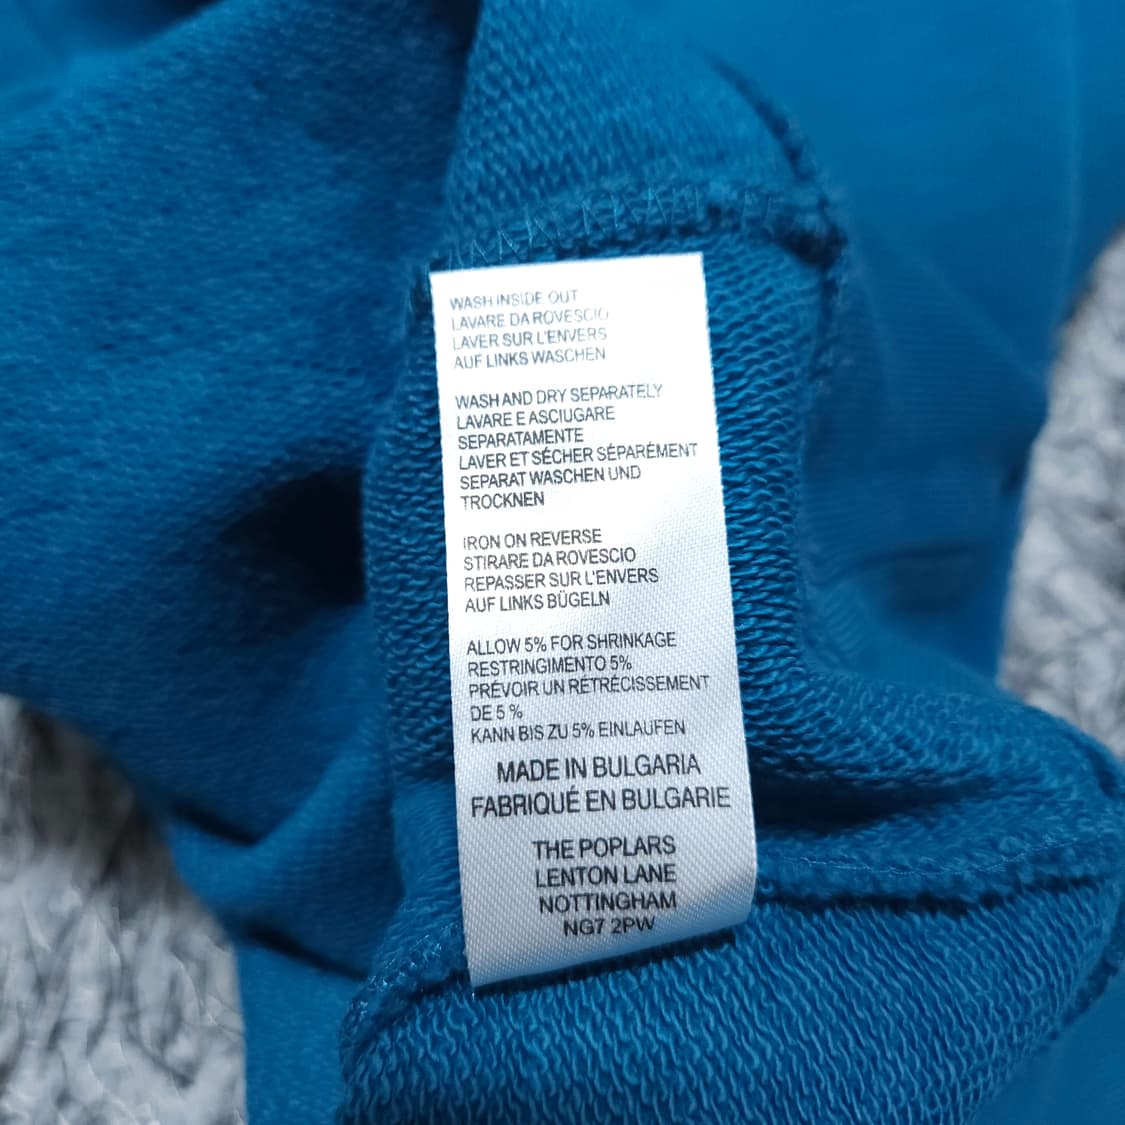 WASH INSIDE OUT
LAVARE DA ROVESCIO
LAVER SUR L'ENVERS
AUF LINKS WASCHEN
WASH AND DRY SEPARATELY
LAVARE E ASCIUGARE
SEPARATAMENTE
LAVER ET SÉCHER SÉPARÉMENT
SEPARAT WASCHEN UND
TROCKNEN
IRON ON REVERSE
STIRARE DA ROVESCIO
REPASSER SUR L'ENVERS
AUF LINKS BÜGELN
ALLOW 5% FOR SHRINKAGE
RESTRINGIMENTO 5%
PRÉVOIR UN RÉTRÉCISSEMENT
DE 5 %
KANN BIS ZU 5% EINLAUFEN
MADE IN BULGARIA
FABRIQUÉ EN BULGARIE
THE POPLARS
LENTON LANE
NOTTINGHAM
NG7 2PW